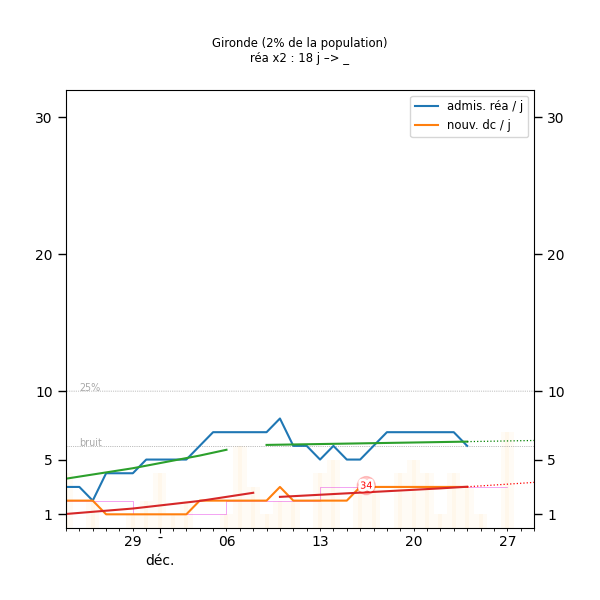 Gironde (2% de la population)
réa x2 : 18 j –> _
admis. réa / j
nouv. dc / j
30 30
20 20
25%
10 10
bruit
5 5
34
1 1
29 - 06 13 20 27
déc.